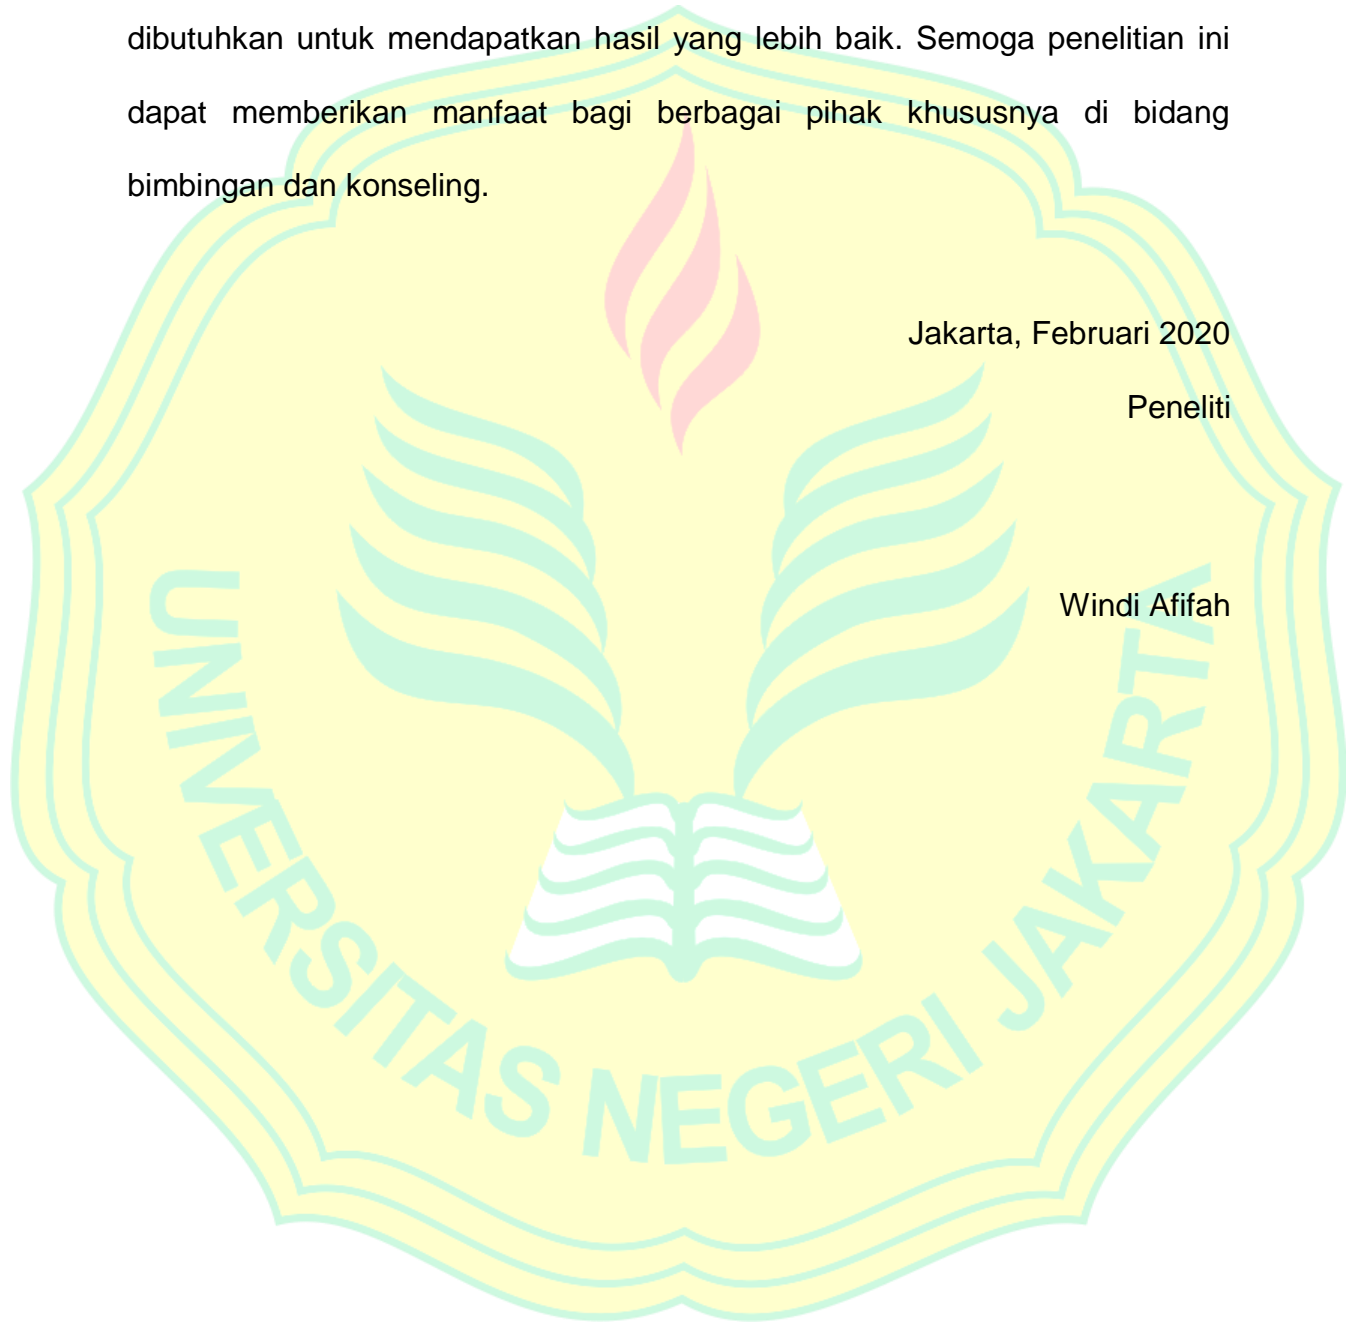 dibutuhkan untuk mendapatkan hasil yang lebih baik. Semoga penelitian ini
dapat memberikan manfaat bagi berbagai pihak khususnya di bidang
bimbingan dan konseling.
Jakarta, Februari 2020
Peneliti
Windi Afifah
UNIVERSITAS NEGERI JAKARTA